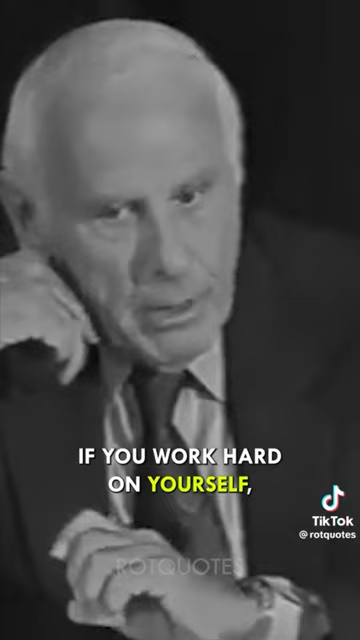 IF YOU WORK HARD
ON YOURSELF,
TikTok
@rotquotes
ROTQUOTES